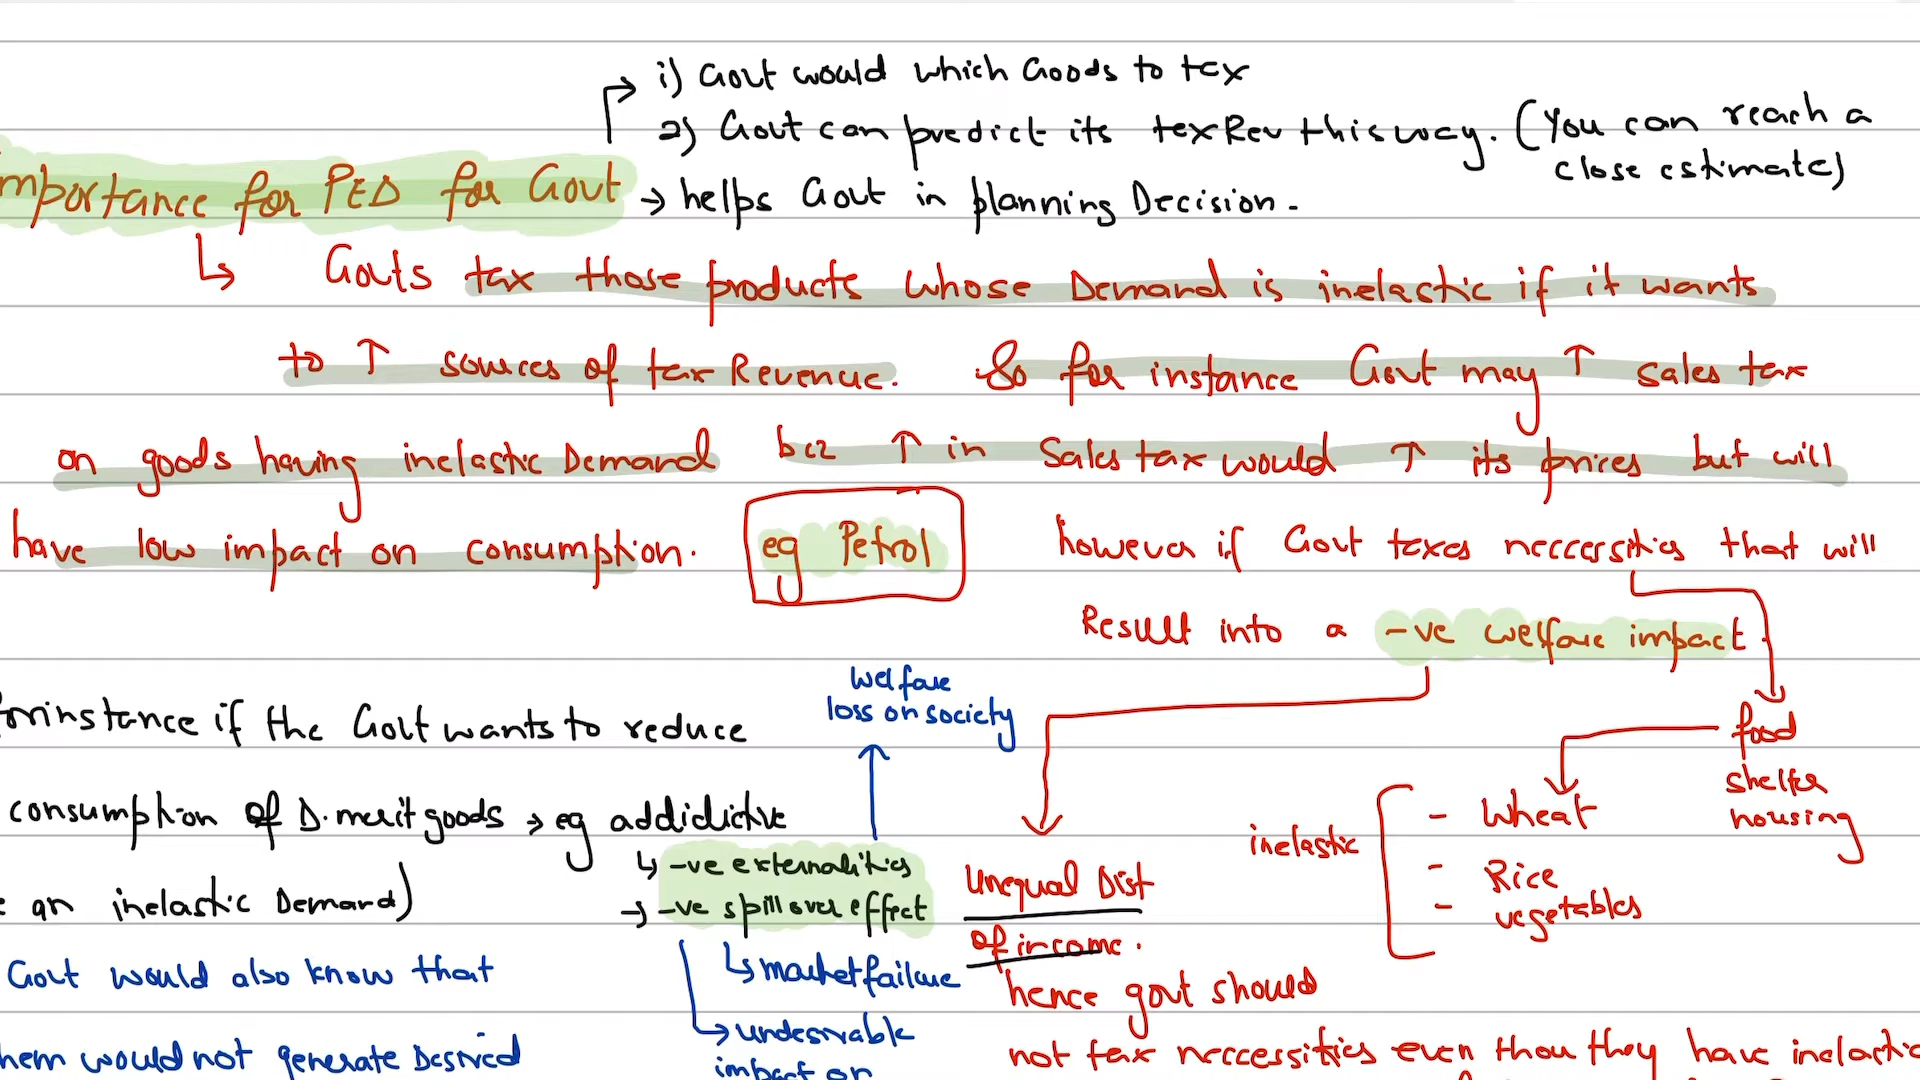 i) Govt would which Goods to tax
2) Govt can predict its tax Rev this way. (You can reach a
close estimate)
mportance for PED for Govt → helps Govt in planning Decision.
↳ Govts tax those products whose Demand is inelastic if it wants
to ↑ sources of tax Revenue. So for instance Govt may ↑ sales tax
on goods having inelastic Demand bcz ↑ in Sales tax would ↑ its prices but will
have low impact on consumption. eg Petrol however if Govt taxes neccersities that will
Result into a -ve welfare impact
welfare
loss on society
food
shelter
housing
inelastic
- Wheat
- Rice
- vegetables
instance if the Govt wants to reduce
consumption of D.merit goods → eg addidictive
↳ -ve externalities
→ -ve spill over effect
an inelastic Demand)
↳ market failure
↳ undesirable
impact on
Govt would also know that
hem would not generate Desired
Unequal Dist
of income.
hence govt should
not tax neccessities even thou they have inelastic